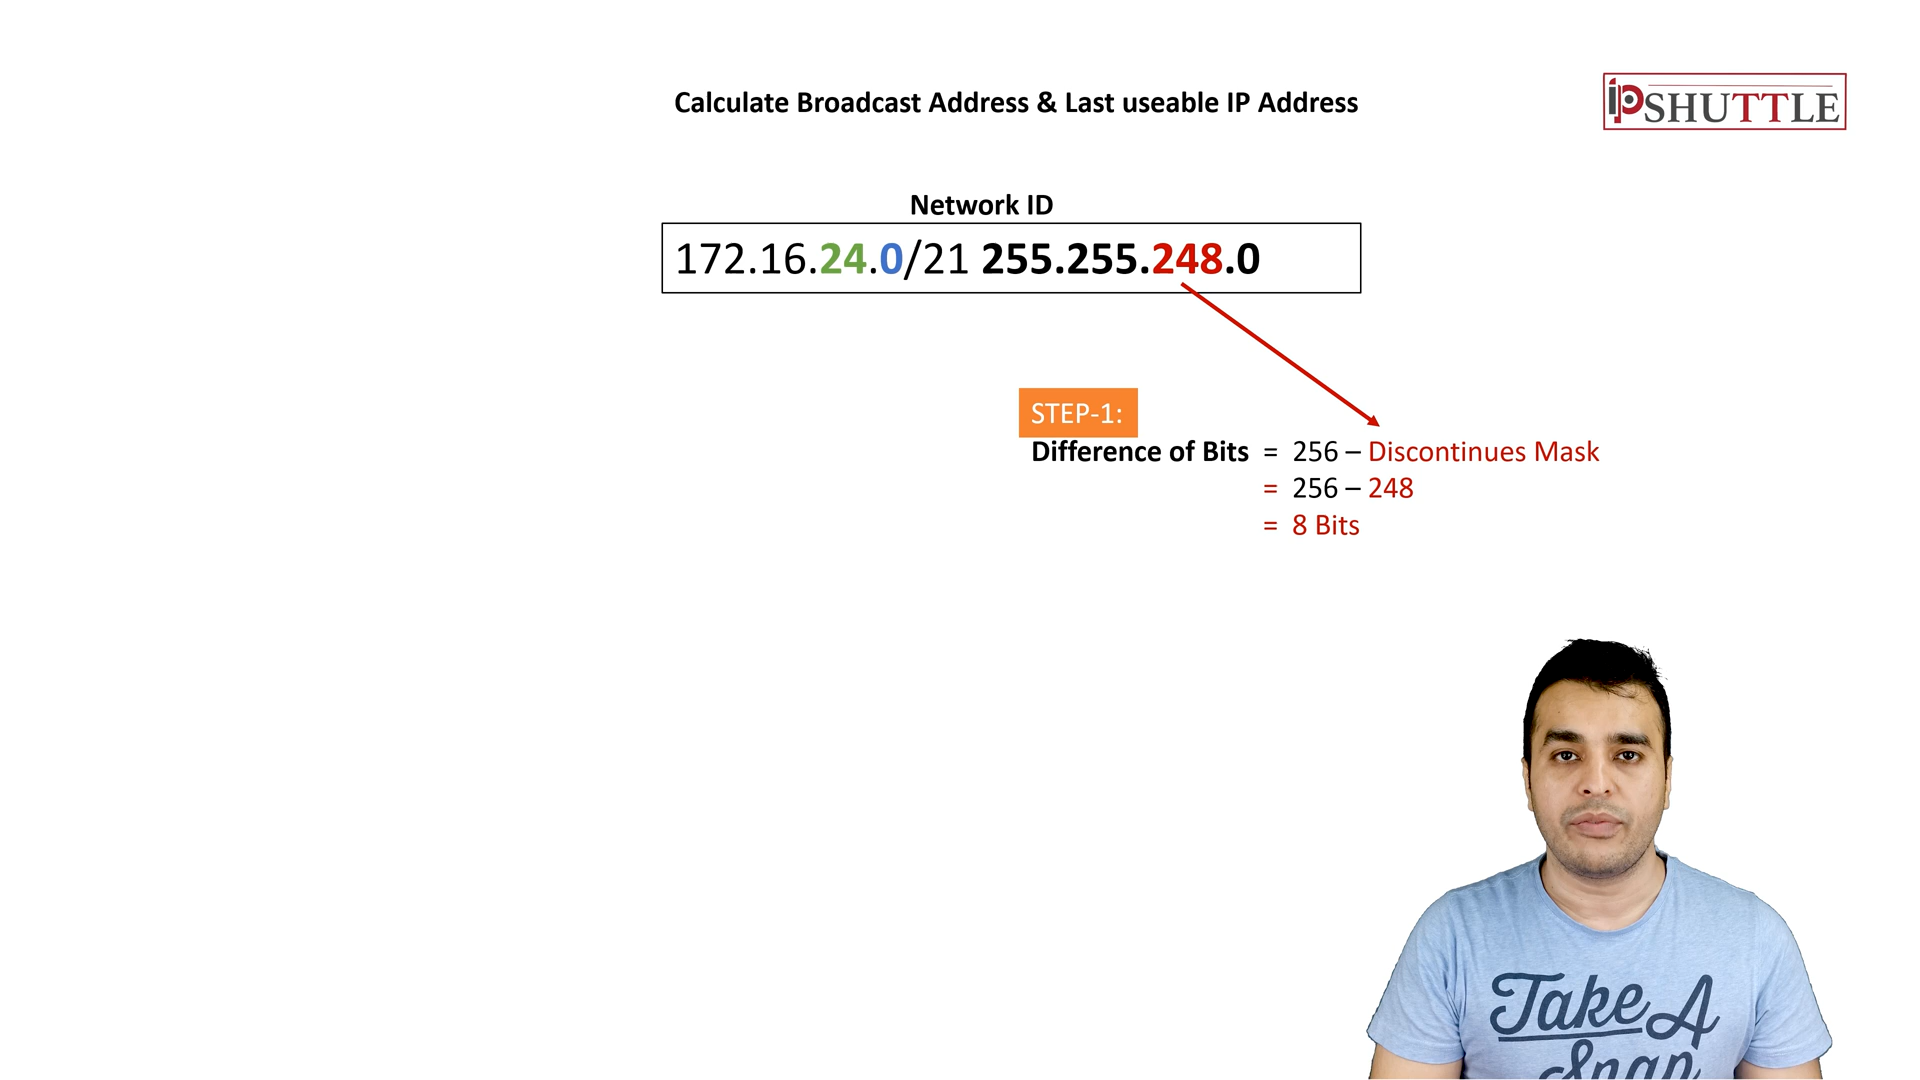 Calculate Broadcast Address & Last useable IP Address
ipSHUTTLE
Network ID
172.16.24.0/21 255.255.248.0
STEP-1:
Difference of Bits = 256 – Discontinues Mask
= 256 – 248
= 8 Bits
Take A
Snap